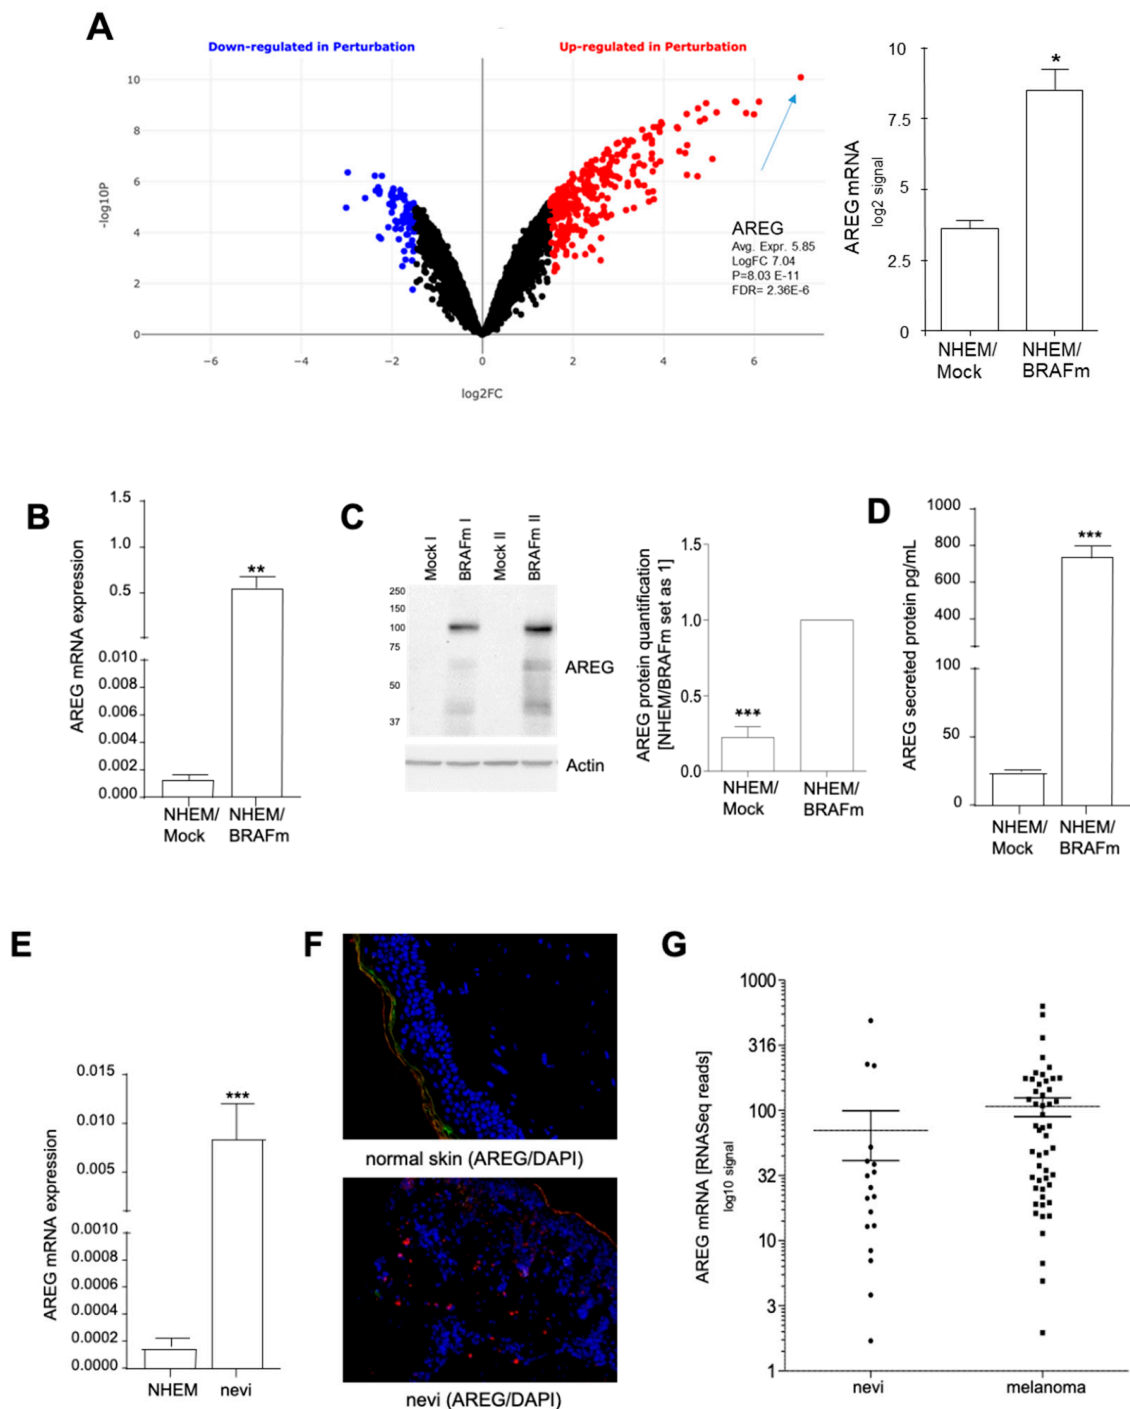 A
Down-regulated in Perturbation
Up-regulated in Perturbation
10
8
6
4
2
0
-log10P
−6
−4
−2
0
2
4
6
log2FC
AREG
Avg. Expr. 5.85
LogFC 7.04
P=8.03 E-11
FDR= 2.36E-6
AREG mRNA
log2 signal
10
7.5
5
2.5
0
*
NHEM/
Mock
NHEM/
BRAFm
B
AREG mRNA expression
1.5
1.0
0.5
0.010
0.008
0.006
0.004
0.002
0.000
**
NHEM/
Mock
NHEM/
BRAFm
C
Mock I
BRAFm I
Mock II
BRAFm II
250
150
100
75
50
37
AREG
Actin
AREG protein quantification
[NHEM/BRAFm set as 1]
1.5
1.0
0.5
0.0
***
NHEM/
Mock
NHEM/
BRAFm
D
AREG secreted protein pg/mL
1000
800
600
400
200
100
50
0
***
NHEM/
Mock
NHEM/
BRAFm
E
AREG mRNA expression
0.015
0.010
0.005
0.0010
0.0008
0.0006
0.0004
0.0002
0.0000
***
NHEM
nevi
F
normal skin (AREG/DAPI)
nevi (AREG/DAPI)
G
AREG mRNA [RNASeq reads]
log10 signal
1000
316
100
32
10
3
1
nevi
melanoma